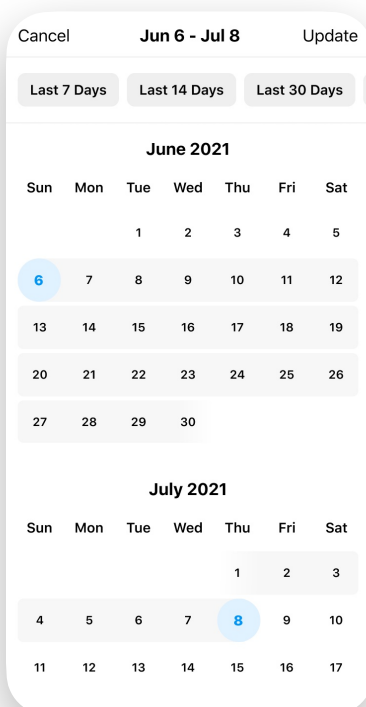 Cancel Jun 6 - Jul 8 Update
Last 7 Days Last 14 Days Last 30 Days
June 2021
Sun Mon Tue Wed Thu Fri Sat
1 2 3 4 5
6 7 8 9 10 11 12
13 14 15 16 17 18 19
20 21 22 23 24 25 26
27 28 29 30
July 2021
Sun Mon Tue Wed Thu Fri Sat
1 2 3
4 5 6 7 8 9 10
11 12 13 14 15 16 17